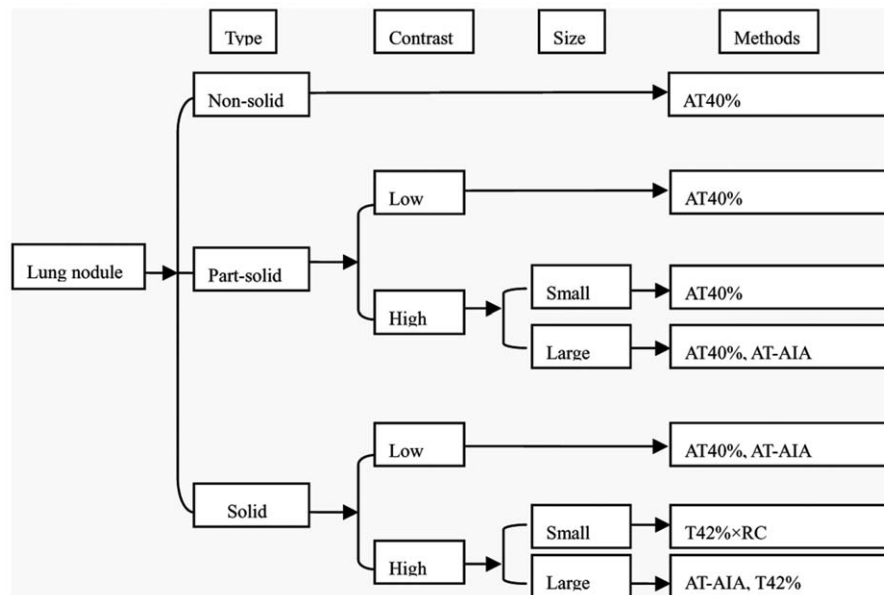 Type Contrast Size Methods
Non-solid AT40%
Low AT40%
Lung nodule Part-solid
Small AT40%
High
Large AT40%, AT-AIA
Low AT40%, AT-AIA
Solid
Small T42%×RC
High
Large AT-AIA, T42%